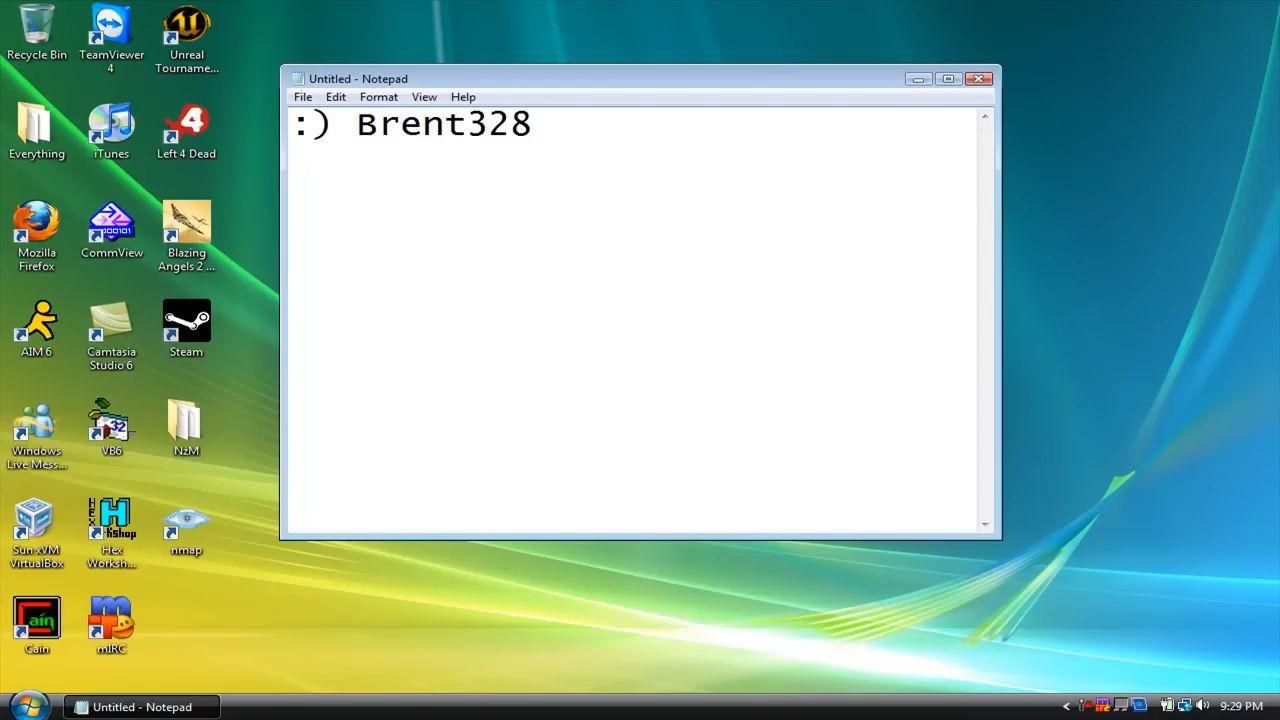 Recycle Bin
TeamViewer 4
Unreal Tourname...
Everything
iTunes
Left 4 Dead
Mozilla Firefox
CommView
Blazing Angels 2 ...
AIM 6
Camtasia Studio 6
Steam
Windows Live Mess...
VB6
NzM
Sun xVM VirtualBox
Hex Worksh...
nmap
Cain
mIRC
Untitled - Notepad
File Edit Format View Help
:) Brent328
Untitled - Notepad
9:29 PM